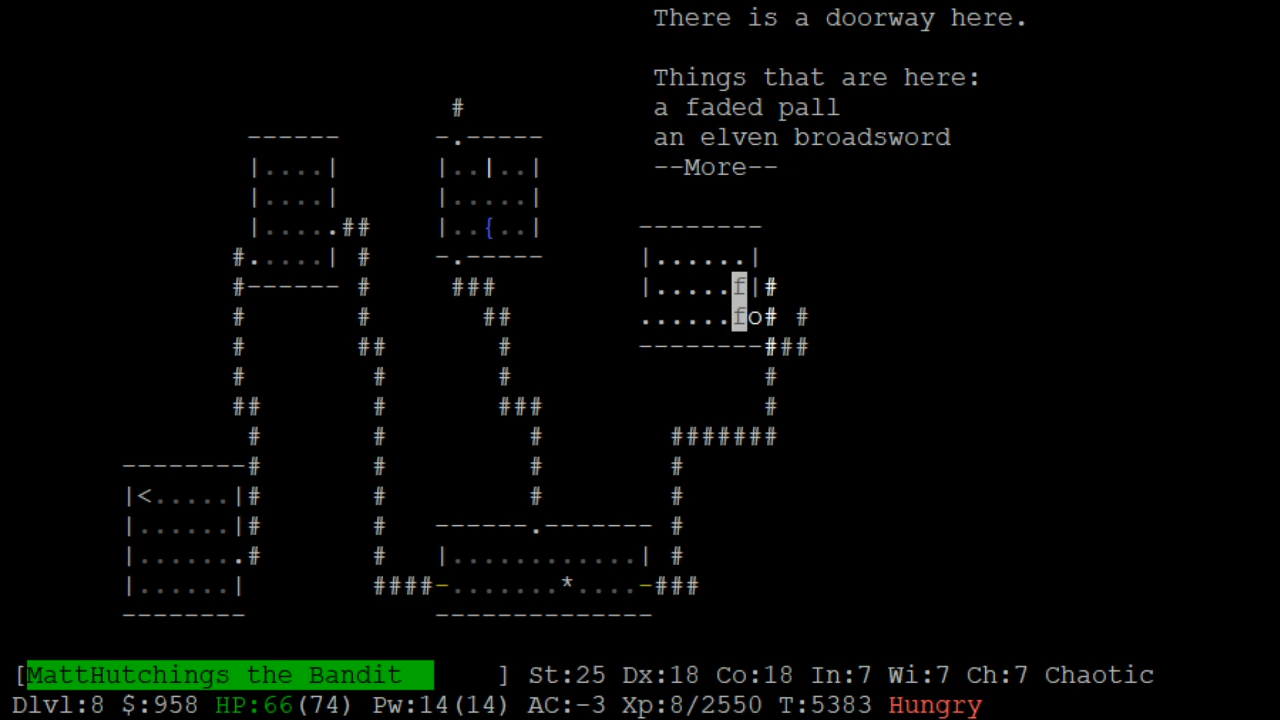 There is a doorway here.
Things that are here:
a faded pall
an elven broadsword
--More--
[MattHutchings the Bandit ] St:25 Dx:18 Co:18 In:7 Wi:7 Ch:7 Chaotic
Dlvl:8 $:958 HP:66(74) Pw:14(14) AC:-3 Xp:8/2550 T:5383 Hungry